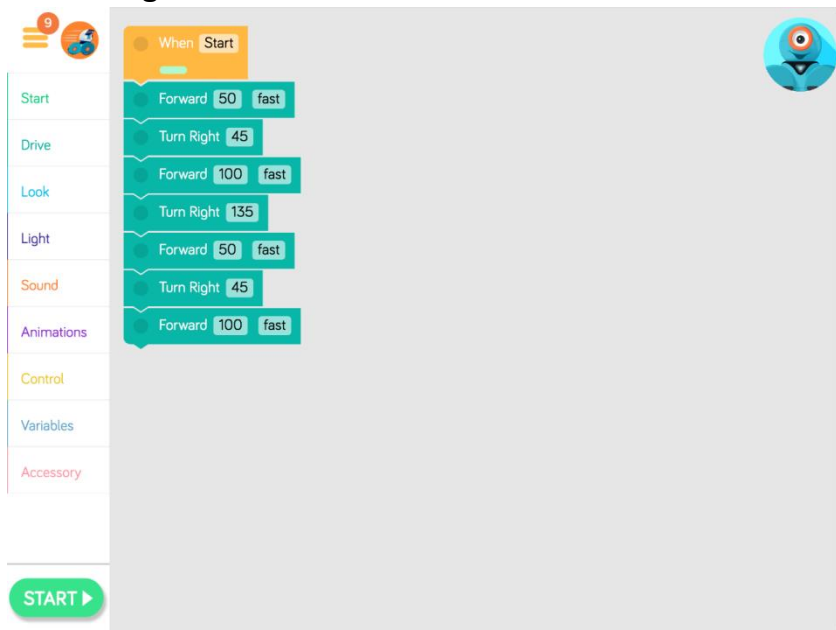 9
When Start
Forward 50 fast
Turn Right 45
Forward 100 fast
Turn Right 135
Forward 50 fast
Turn Right 45
Forward 100 fast
Start
Drive
Look
Light
Sound
Animations
Control
Variables
Accessory
START